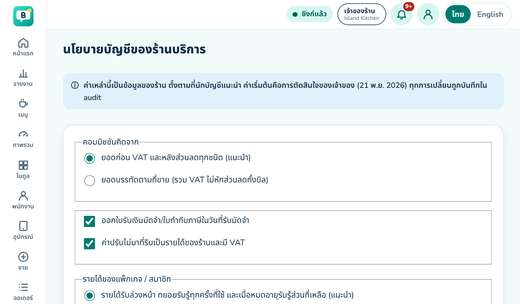 B
ซิงก์แล้ว
เจ้าของร้าน
Island Kitchen
9+
ไทย
English
หน้าแรก
รายงาน
เมนู
ภาพรวม
โมดูล
พนักงาน
อุปกรณ์
ขาย
ออเดอร์
นโยบายบัญชีของร้านบริการ
ค่าเหล่านี้เป็นข้อมูลของร้าน ตั้งตามที่นักบัญชีแนะนำ ค่าเริ่มต้นคือการตัดสินใจของเจ้าของ (21 พ.ย. 2026) ทุกการเปลี่ยนถูกบันทึกใน
audit
คอมมิชชันคิดจาก
ยอดก่อน VAT และหลังส่วนลดทุกชนิด (แนะนำ)
ยอดบรรทัดตามที่ขาย (รวม VAT ไม่หักส่วนลดทั้งบิล)
ออกใบรับเงินมัดจำ/ใบกำกับภาษีในวันที่รับมัดจำ
ค่าปรับไม่มาที่รับเป็นรายได้ของร้านและมี VAT
รายได้ของแพ็กเกจ / สมาชิก
รายได้รับล่วงหน้า ทยอยรับรู้ทุกครั้งที่ใช้ และเมื่อหมดอายุรับรู้ส่วนที่เหลือ (แนะนำ)